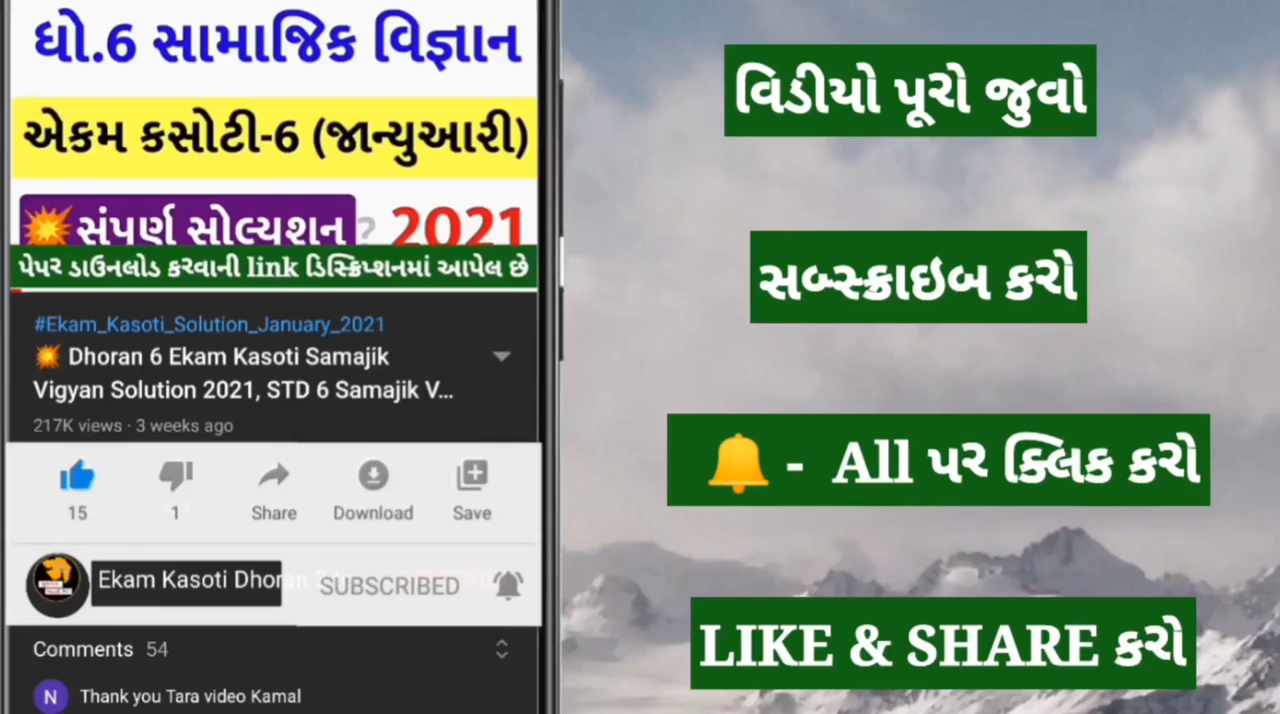 ધો.6 સામાજિક વિજ્ઞાન
એકમ કસોટી-6 (જાન્યુઆરી)
💥સંપર્ણ સોલ્યશન ? 2021
પેપર ડાઉનલોડ કરવાની link ડિસ્ક્રિપ્શનમાં આપેલ છે
#Ekam_Kasoti_Solution_January_2021
💥 Dhoran 6 Ekam Kasoti Samajik
Vigyan Solution 2021, STD 6 Samajik V...
217K views · 3 weeks ago
15
1
Share
Download
Save
Ekam Kasoti Dhoran
SUBSCRIBED
Comments 54
N
Thank you Tara video Kamal
વિડીયો પૂરો જુવો
સબ્સ્ક્રાઇબ કરો
🔔 - All પર ક્લિક કરો
LIKE & SHARE કરો